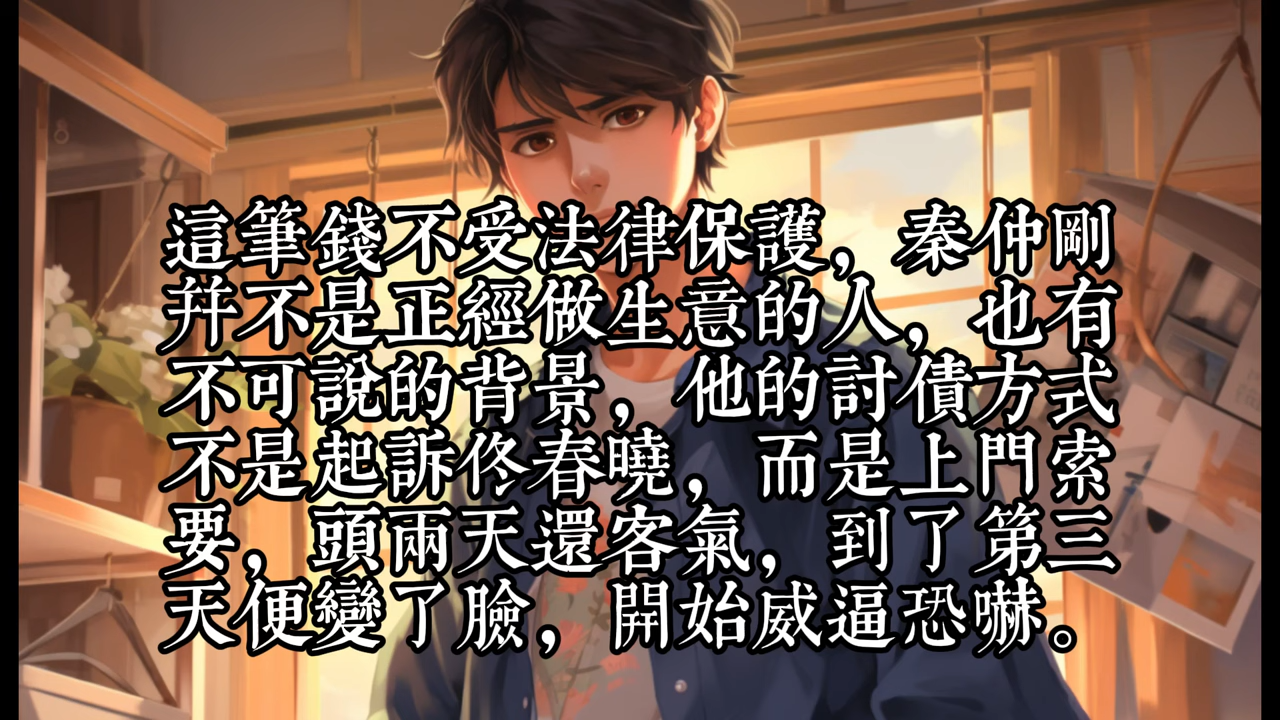 這筆錢不受法律保護，秦仲剛
并不是正經做生意的人，也有
不可說的背景，他的討債方式
不是起訴佟春曉，而是上門索
要，頭兩天還客氣，到了第三
天便變了臉，開始威逼恐嚇。